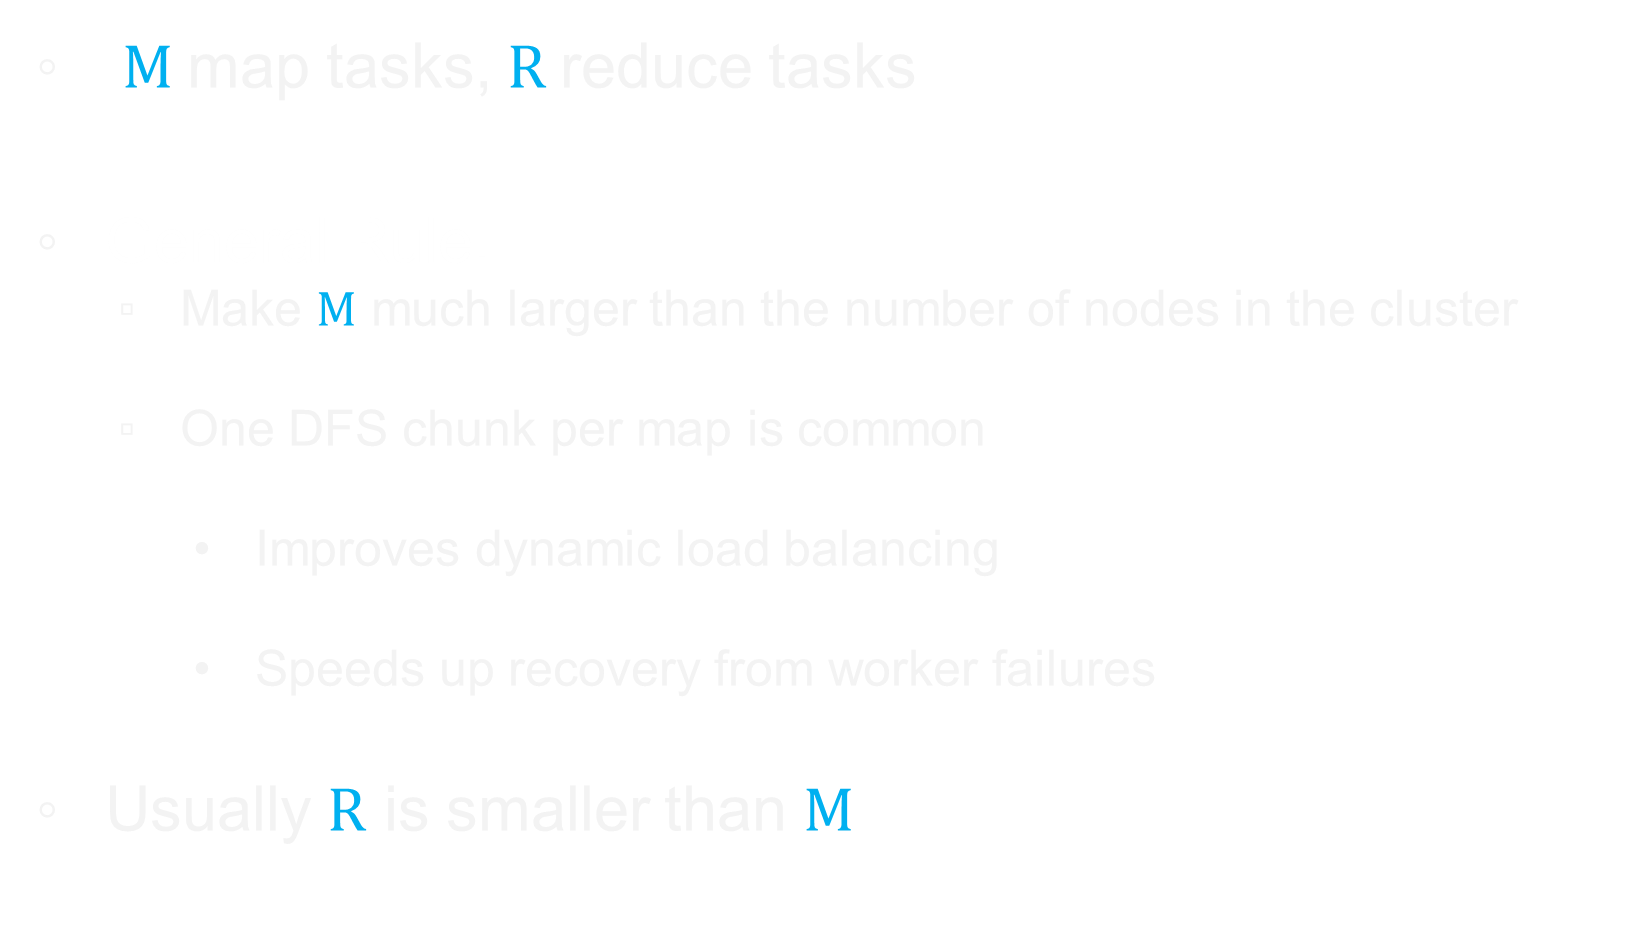 M map tasks, R reduce tasks
Make M much larger than the number of nodes in the cluster
One DFS chunk per map is common
Improves dynamic load balancing
Speeds up recovery from worker failures
Usually R is smaller than M